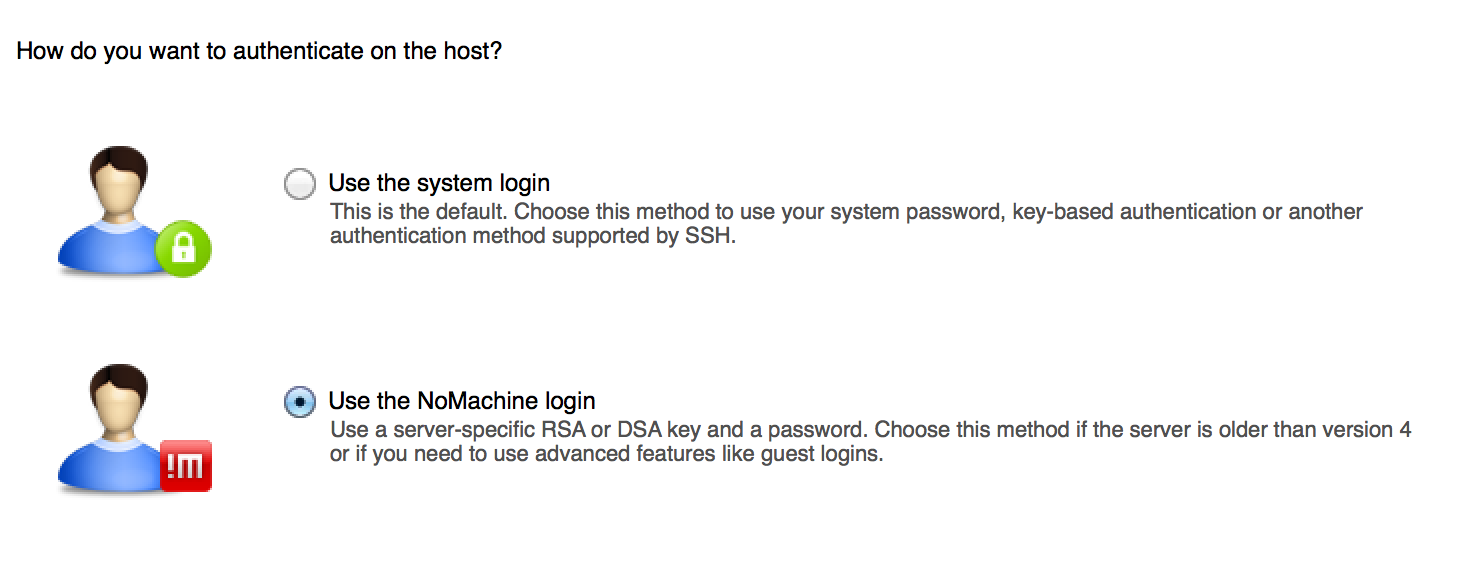 How do you want to authenticate on the host?
Use the system login
This is the default. Choose this method to use your system password, key-based authentication or another
authentication method supported by SSH.
Use the NoMachine login
Use a server-specific RSA or DSA key and a password. Choose this method if the server is older than version 4
or if you need to use advanced features like guest logins.
!M